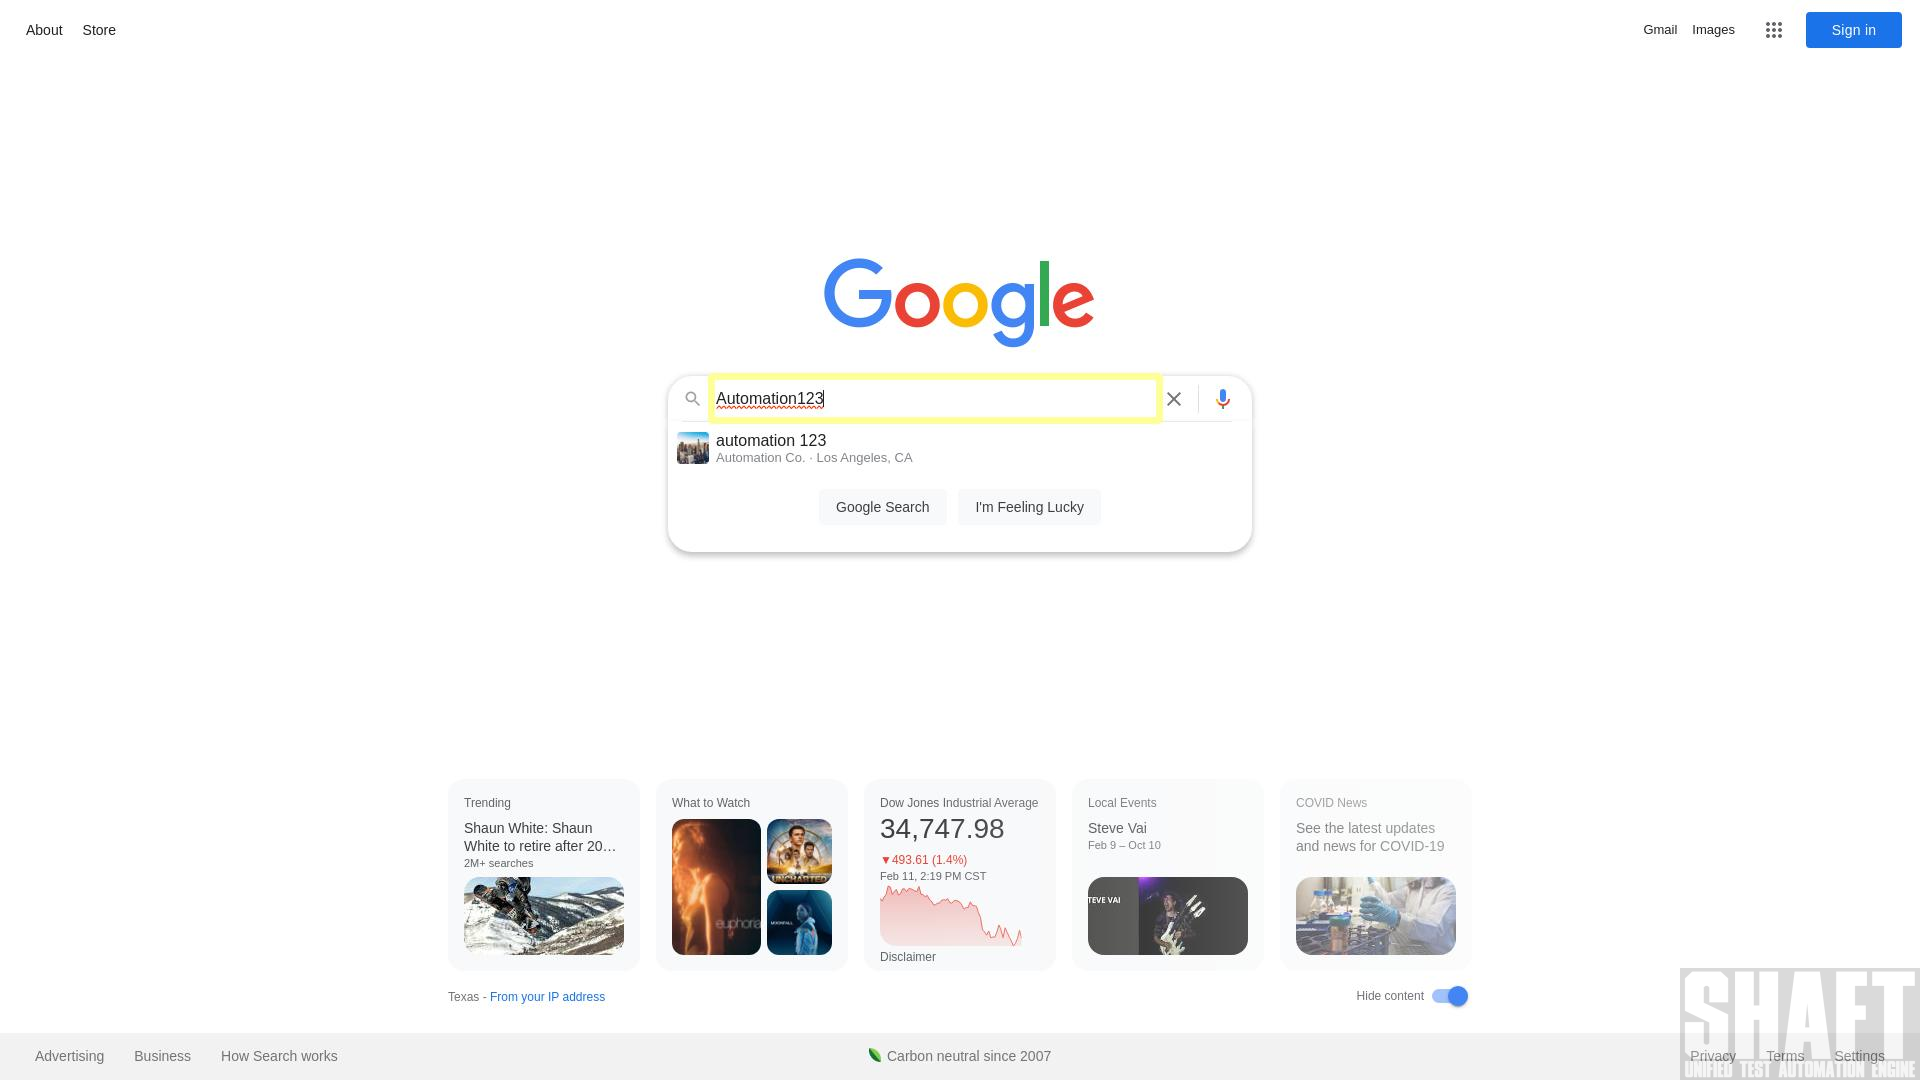 About
Store
Gmail
Images
Sign in
Google
Automation123
automation 123
Automation Co. · Los Angeles, CA
Google Search
I'm Feeling Lucky
Trending
Shaun White: Shaun
White to retire after 20…
2M+ searches
What to Watch
euphoria
UNCHARTED
MOONFALL
Dow Jones Industrial Average
34,747.98
▼493.61 (1.4%)
Feb 11, 2:19 PM CST
Disclaimer
Local Events
Steve Vai
Feb 9 – Oct 10
TEVE VAI
COVID News
See the latest updates
and news for COVID-19
Texas - From your IP address
Hide content
SHAFT
UNIFIED TEST AUTOMATION ENGINE
Advertising
Business
How Search works
Carbon neutral since 2007
Privacy
Terms
Settings